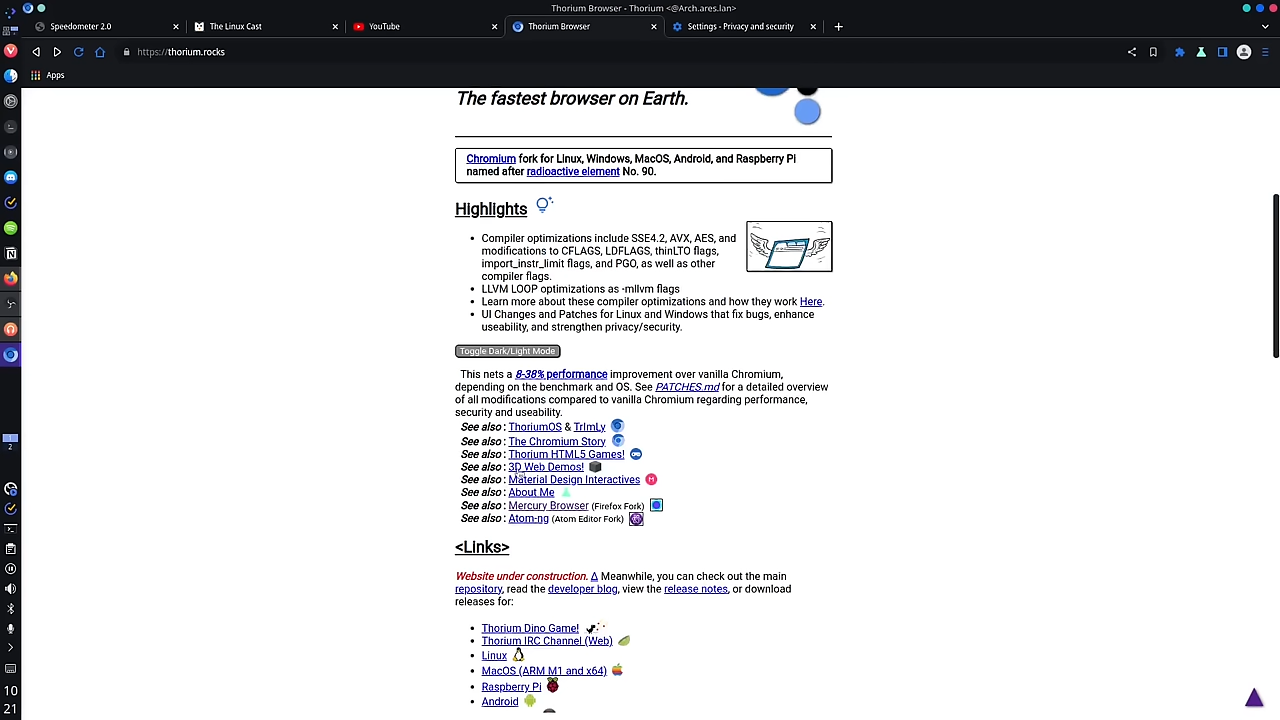 Thorium Browser - Thorium <@Arch.ares.lan>
Speedometer 2.0
The Linux Cast
YouTube
Thorium Browser
Settings - Privacy and security
https://thorium.rocks
Apps
The fastest browser on Earth.
Chromium fork for Linux, Windows, MacOS, Android, and Raspberry Pi
named after radioactive element No. 90.
Highlights
Compiler optimizations include SSE4.2, AVX, AES, and
modifications to CFLAGS, LDFLAGS, thinLTO flags,
import_instr_limit flags, and PGO, as well as other
compiler flags.
LLVM LOOP optimizations as -mllvm flags
Learn more about these compiler optimizations and how they work Here.
UI Changes and Patches for Linux and Windows that fix bugs, enhance
useability, and strengthen privacy/security.
Toggle Dark/Light Mode
This nets a 8-38% performance improvement over vanilla Chromium,
depending on the benchmark and OS. See PATCHES.md for a detailed overview
of all modifications compared to vanilla Chromium regarding performance,
security and useability.
See also : ThoriumOS & TrImLy
See also : The Chromium Story
See also : Thorium HTML5 Games!
See also : 3D Web Demos!
See also : Material Design Interactives
See also : About Me
See also : Mercury Browser (Firefox Fork)
See also : Atom-ng (Atom Editor Fork)
<Links>
Website under construction. Δ Meanwhile, you can check out the main
repository, read the developer blog, view the release notes, or download
releases for:
Thorium Dino Game!
Thorium IRC Channel (Web)
Linux
MacOS (ARM M1 and x64)
Raspberry Pi
Android
1
2
10
21